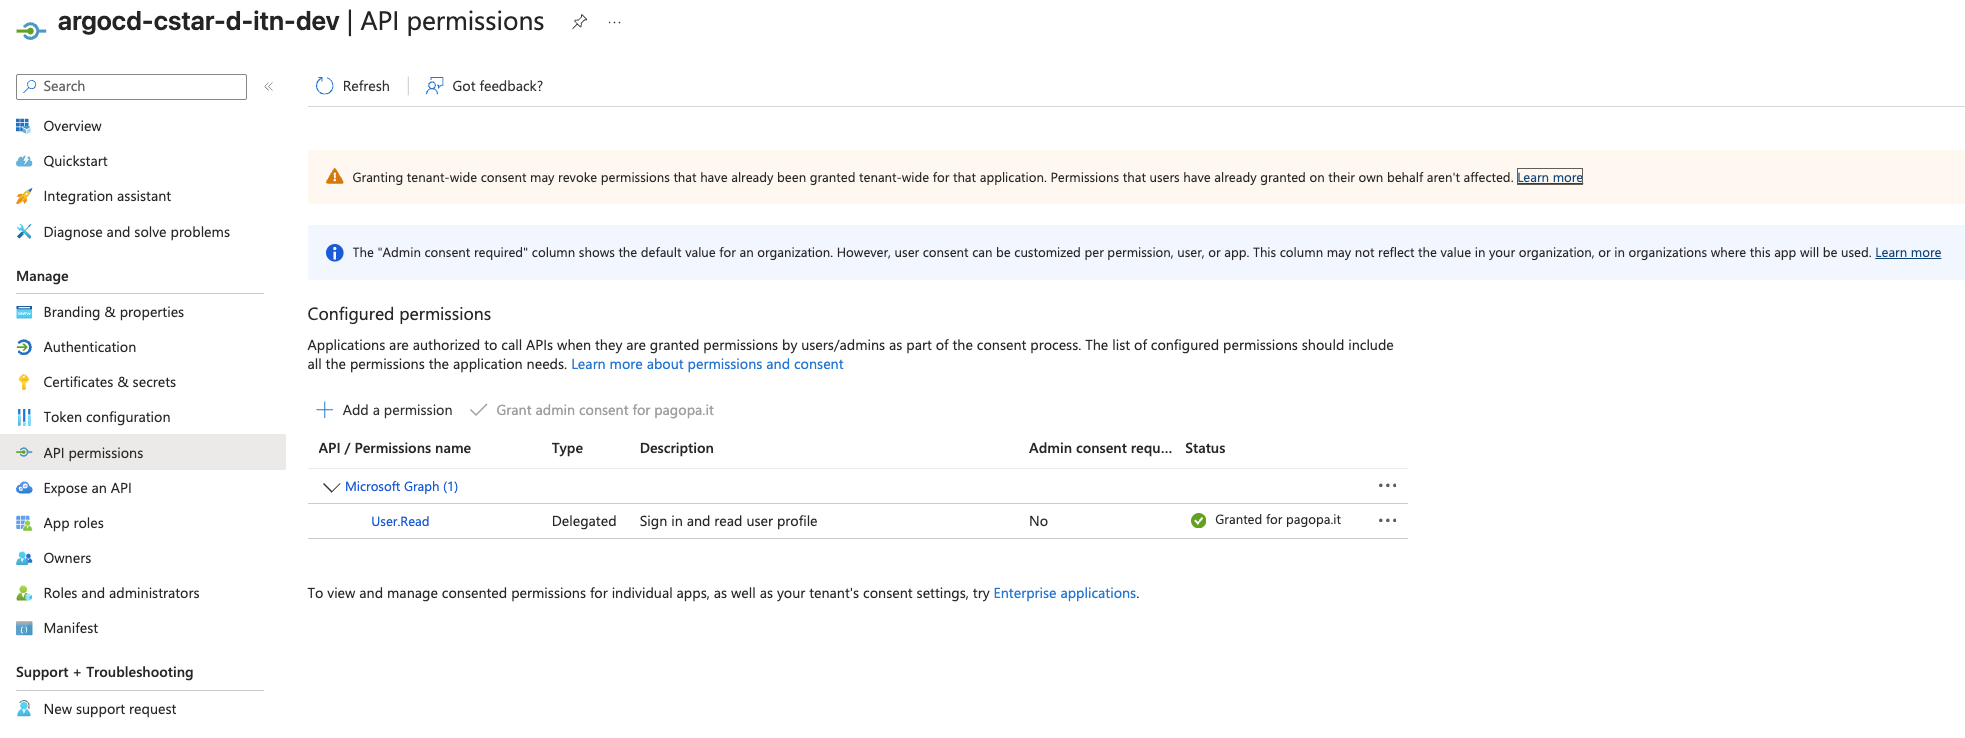 argocd-cstar-d-itn-dev | API permissions
Search
Refresh
Got feedback?
Overview
Quickstart
Integration assistant
Diagnose and solve problems
Manage
Branding & properties
Authentication
Certificates & secrets
Token configuration
API permissions
Expose an API
App roles
Owners
Roles and administrators
Manifest
Support + Troubleshooting
New support request
Granting tenant-wide consent may revoke permissions that have already been granted tenant-wide for that application. Permissions that users have already granted on their own behalf aren't affected. Learn more
The "Admin consent required" column shows the default value for an organization. However, user consent can be customized per permission, user, or app. This column may not reflect the value in your organization, or in organizations where this app will be used. Learn more
Configured permissions
Applications are authorized to call APIs when they are granted permissions by users/admins as part of the consent process. The list of configured permissions should include
all the permissions the application needs. Learn more about permissions and consent
Add a permission
Grant admin consent for pagopa.it
API / Permissions name Type Description Admin consent requ... Status
Microsoft Graph (1)
User.Read Delegated Sign in and read user profile No Granted for pagopa.it
To view and manage consented permissions for individual apps, as well as your tenant's consent settings, try Enterprise applications.